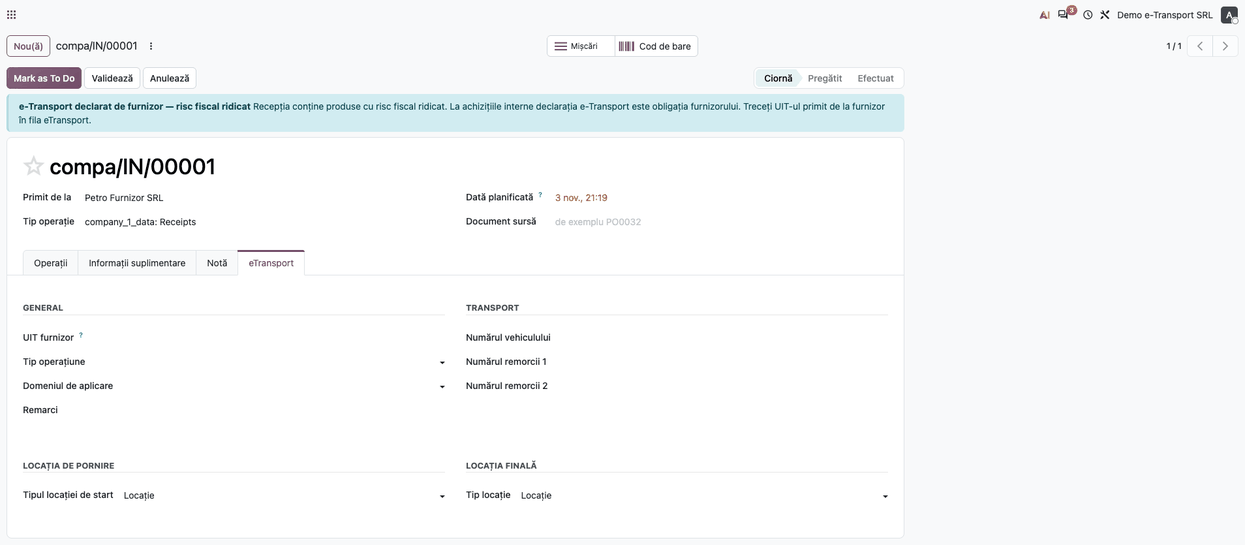 AI 3 Demo e-Transport SRL A
Nou(ă) compa/IN/00001 Mișcări Cod de bare 1 / 1
Mark as To Do Validează Anulează Ciornă Pregătit Efectuat
e-Transport declarat de furnizor — risc fiscal ridicat Recepția conține produse cu risc fiscal ridicat. La achizițiile interne declarația e-Transport este obligația furnizorului. Treceți UIT-ul primit de la furnizor
în fila eTransport.
compa/IN/00001
Primit de la Petro Furnizor SRL Dată planificată ? 3 nov., 21:19
Tip operație company_1_data: Receipts Document sursă de exemplu PO0032
Operații Informații suplimentare Notă eTransport
GENERAL TRANSPORT
UIT furnizor ? Numărul vehiculului
Tip operațiune Numărul remorcii 1
Domeniul de aplicare Numărul remorcii 2
Remarci
LOCAȚIA DE PORNIRE LOCAȚIA FINALĂ
Tipul locației de start Locație Tip locație Locație